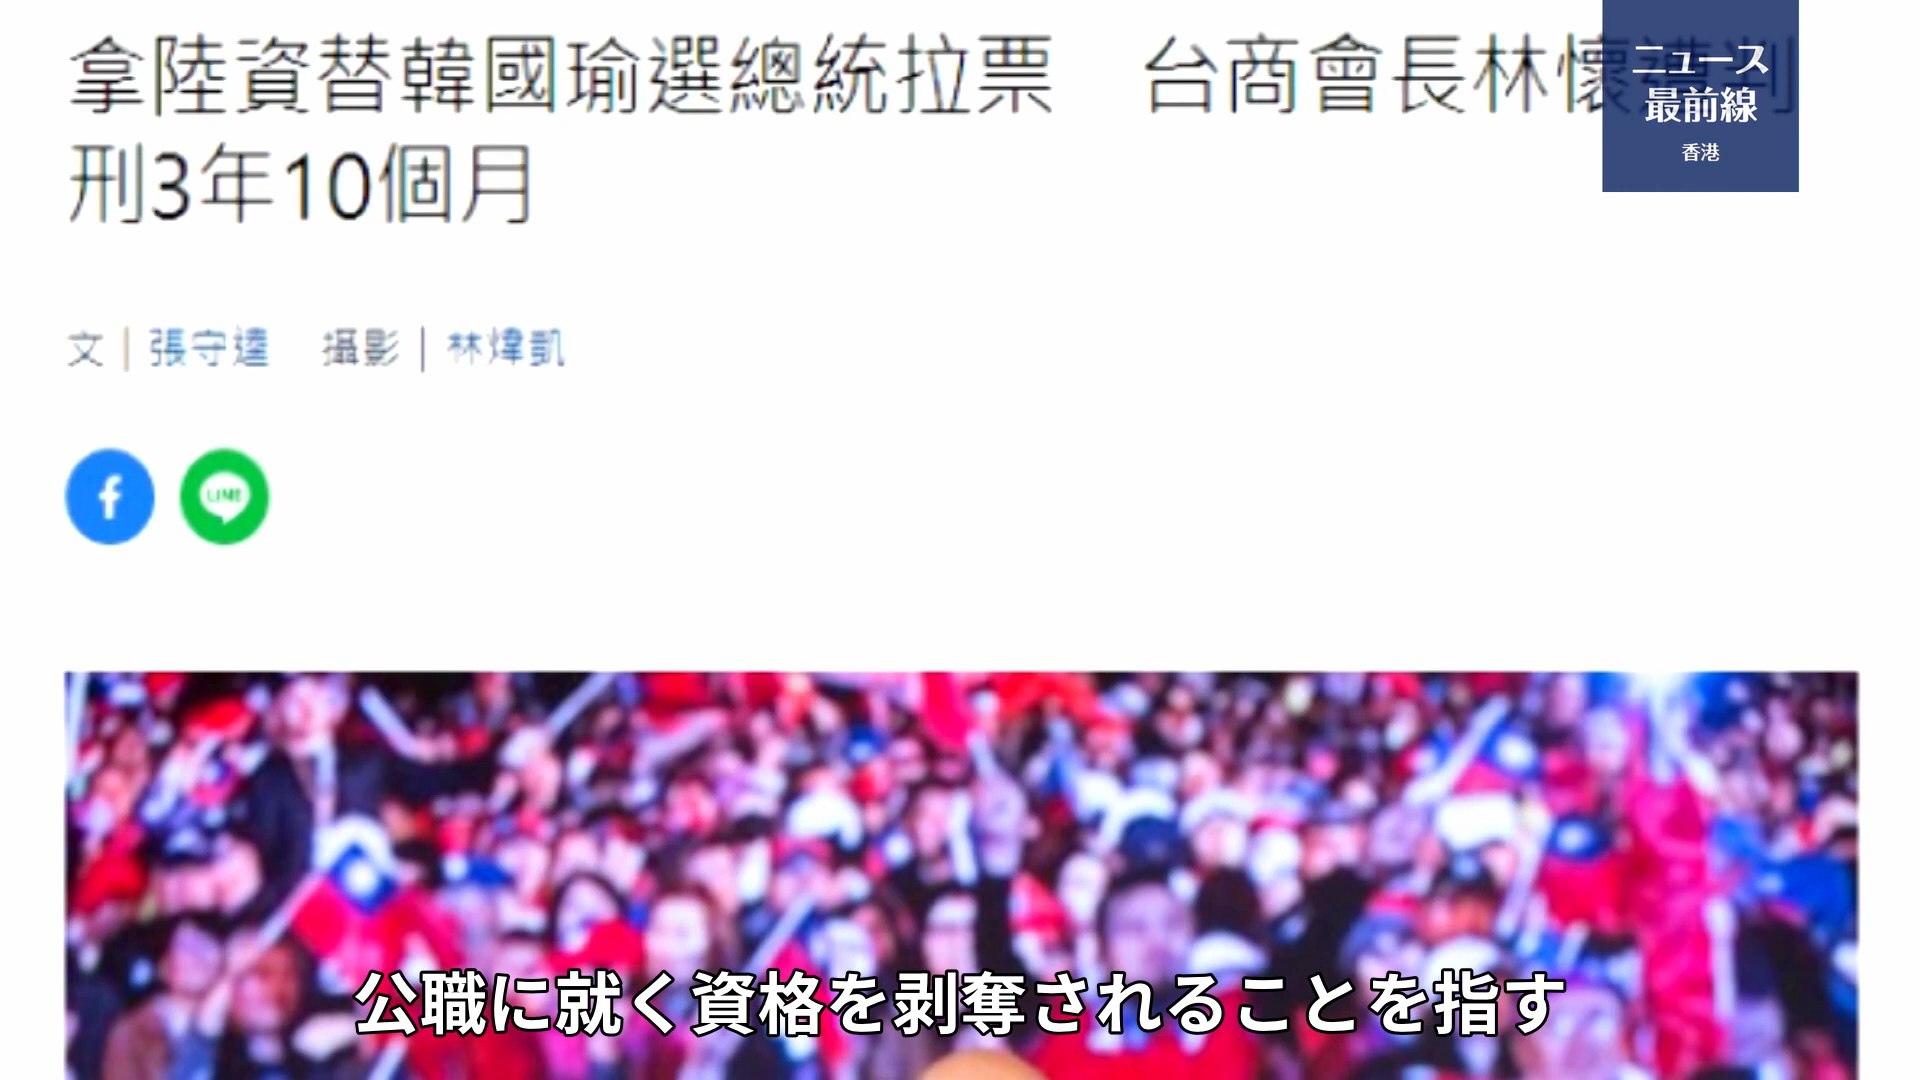 拿陸資替韓國瑜選總統拉票　台商會長林懷
刑3年10個月
ニュース
最前線
香港
文｜張守逵　攝影｜林煒凱
LINE
公職に就く資格を剥奪されることを指す